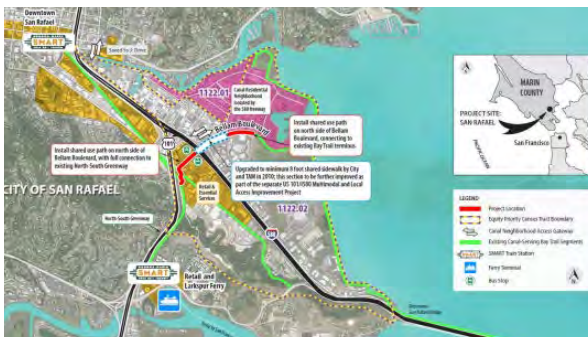 Downtown
San Rafael
SMART
1122.01
Canal Residential
Neighborhood
Isolated by
the 580 Freeway
Bellam Boulevard
Install shared use path
on north side of Bellam
Boulevard, connecting to
existing Bay Trail terminus.
Install shared use path on north side of
Bellam Boulevard, with full connection to
existing North-South Greenway
101
Upgraded to minimum 8 foot shared sidewalk by City
and TAM in 2010; this section to be further improved as
part of the separate US 101/I580 Multimodal and Local
Access Improvement Project
CITY OF SAN RAFAEL
Retail &
Essential
Services
1122.02
North-South Greenway
580
SMART
Retail and
Larkspur Ferry
MARIN
COUNTY
PROJECT SITE:
SAN RAFAEL
San Francisco
PACIFIC OCEAN
LEGEND
Project Location
Equity Priority Census Tract Boundary
Canal Neighborhood Access Gateway
Existing Canal-Serving Bay Trail Segments
SMART
SMART Train Station
Ferry Terminal
Bus Stop